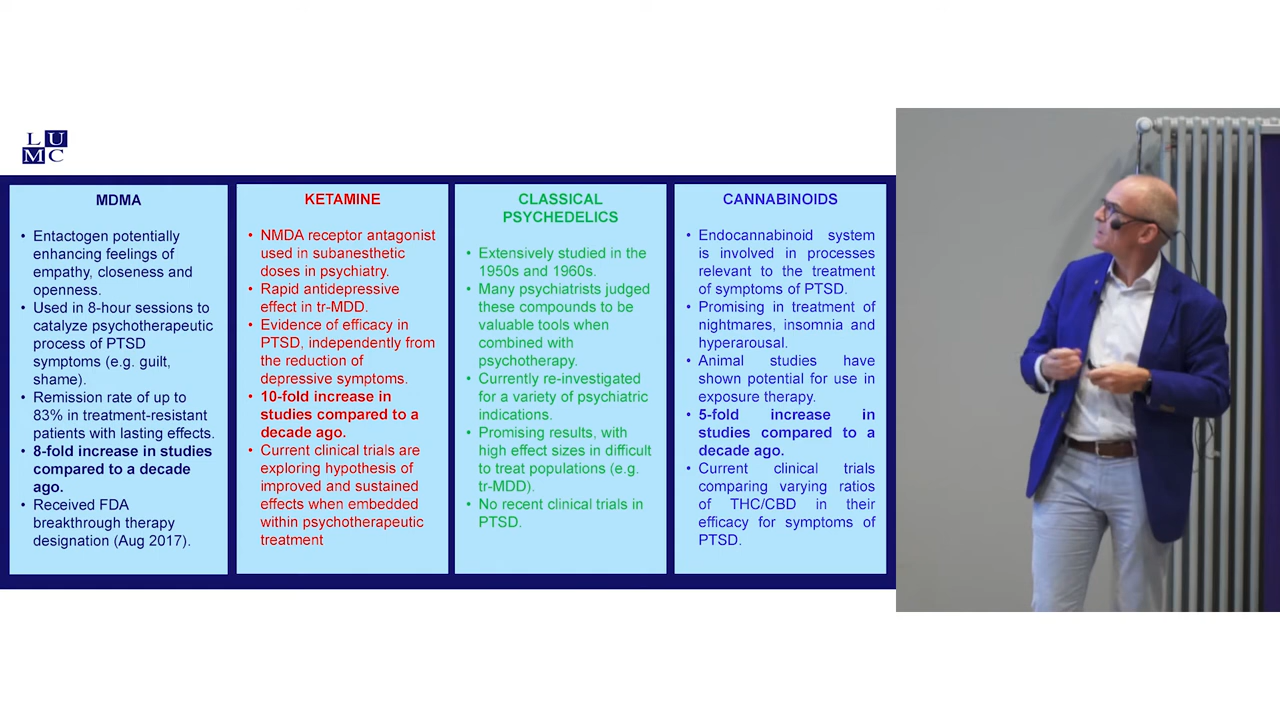 L U
M C
MDMA
• Entactogen potentially
enhancing feelings of
empathy, closeness and
openness.
• Used in 8-hour sessions to
catalyze psychotherapeutic
process of PTSD
symptoms (e.g. guilt,
shame).
• Remission rate of up to
83% in treatment-resistant
patients with lasting effects.
• 8-fold increase in studies
compared to a decade
ago.
• Received FDA
breakthrough therapy
designation (Aug 2017).
KETAMINE
• NMDA receptor antagonist
used in subanesthetic
doses in psychiatry.
• Rapid antidepressive
effect in tr-MDD.
• Evidence of efficacy in
PTSD, independently from
the reduction of
depressive symptoms.
• 10-fold increase in
studies compared to a
decade ago.
• Current clinical trials are
exploring hypothesis of
improved and sustained
effects when embedded
within psychotherapeutic
treatment
CLASSICAL
PSYCHEDELICS
• Extensively studied in the
1950s and 1960s.
• Many psychiatrists judged
these compounds to be
valuable tools when
combined with
psychotherapy.
• Currently re-investigated
for a variety of psychiatric
indications.
• Promising results, with
high effect sizes in difficult
to treat populations (e.g.
tr-MDD).
• No recent clinical trials in
PTSD.
CANNABINOIDS
• Endocannabinoid system
is involved in processes
relevant to the treatment
of symptoms of PTSD.
• Promising in treatment of
nightmares, insomnia and
hyperarousal.
• Animal studies have
shown potential for use in
exposure therapy.
• 5-fold increase in
studies compared to a
decade ago.
• Current clinical trials
comparing varying ratios
of THC/CBD in their
efficacy for symptoms of
PTSD.